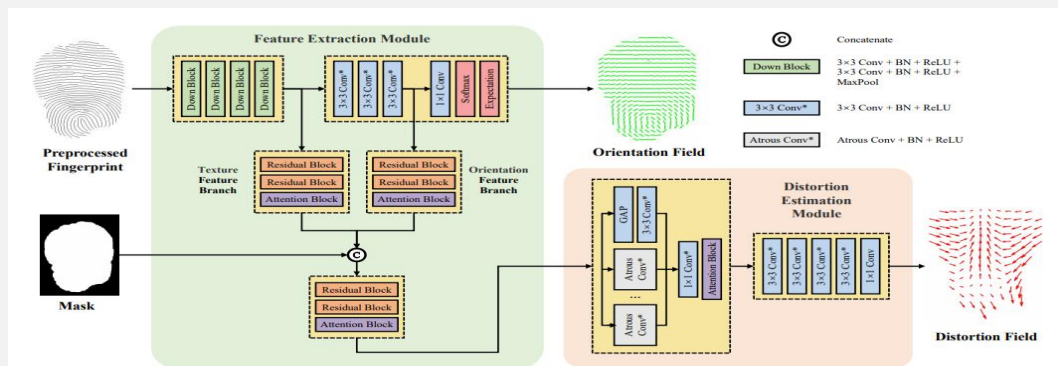 Feature Extraction Module
Preprocessed
Fingerprint
Down Block
Down Block
Down Block
Down Block
3×3 Conv*
3×3 Conv*
3×3 Conv*
1×1 Conv
Softmax
Expectation
Orientation Field
C
Concatenate
Down Block
3×3 Conv + BN + ReLU +
3×3 Conv + BN + ReLU +
MaxPool
3×3 Conv*
3×3 Conv + BN + ReLU
Atrous Conv*
Atrous Conv + BN + ReLU
Texture
Feature
Branch
Residual Block
Residual Block
Attention Block
Residual Block
Residual Block
Attention Block
Orientation
Feature
Branch
Mask
C
Residual Block
Residual Block
Attention Block
Distortion
Estimation
Module
GAP
3×3 Conv*
Atrous
Conv*
...
Atrous
Conv*
1×1 Conv*
Attention Block
3×3 Conv*
3×3 Conv*
3×3 Conv*
3×3 Conv*
1×1 Conv
Distortion Field